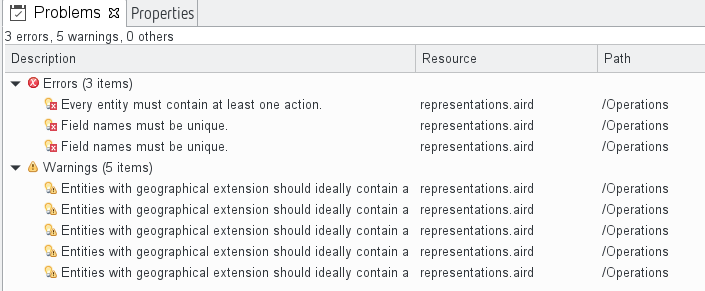 Problems Properties
3 errors, 5 warnings, 0 others
Description Resource Path
Errors (3 items)
Every entity must contain at least one action. representations.aird /Operations
Field names must be unique. representations.aird /Operations
Field names must be unique. representations.aird /Operations
Warnings (5 items)
Entities with geographical extension should ideally contain a representations.aird /Operations
Entities with geographical extension should ideally contain a representations.aird /Operations
Entities with geographical extension should ideally contain a representations.aird /Operations
Entities with geographical extension should ideally contain a representations.aird /Operations
Entities with geographical extension should ideally contain a representations.aird /Operations